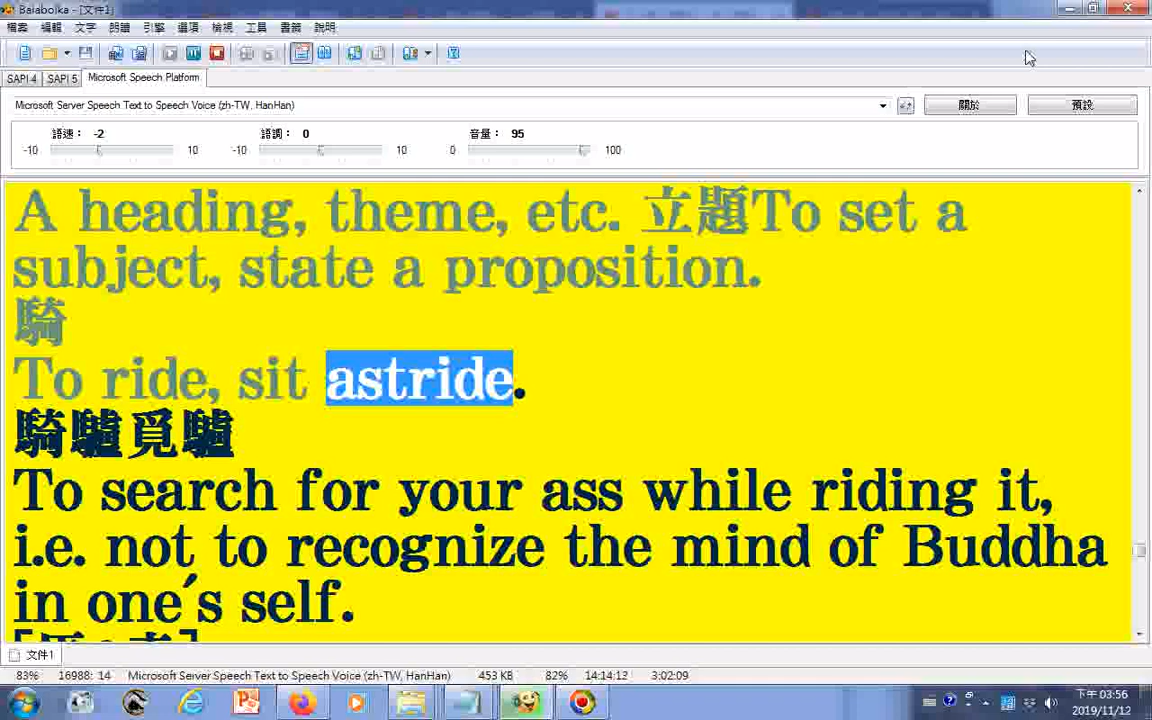 Balabolka - [文件1]
檔案 編輯 文字 朗讀 引擎 選項 檢視 工具 書籤 說明
SAPI 4 SAPI 5 Microsoft Speech Platform
Microsoft Server Speech Text to Speech Voice (zh-TW, HanHan) 關於 預設
語速: -2 語調: 0 音量: 95
-10 10 -10 10 0 100
A heading, theme, etc. 立題To set a
subject, state a proposition.
騎
To ride, sit astride.
騎驢覓驢
To search for your ass while riding it,
i.e. not to recognize the mind of Buddha
in one´s self.
文件1
83% 16988: 14 Microsoft Server Speech Text to Speech Voice (zh-TW, HanHan) 453 KB 82% 14:14:12 3:02:09
下午 03:56
2019/11/12